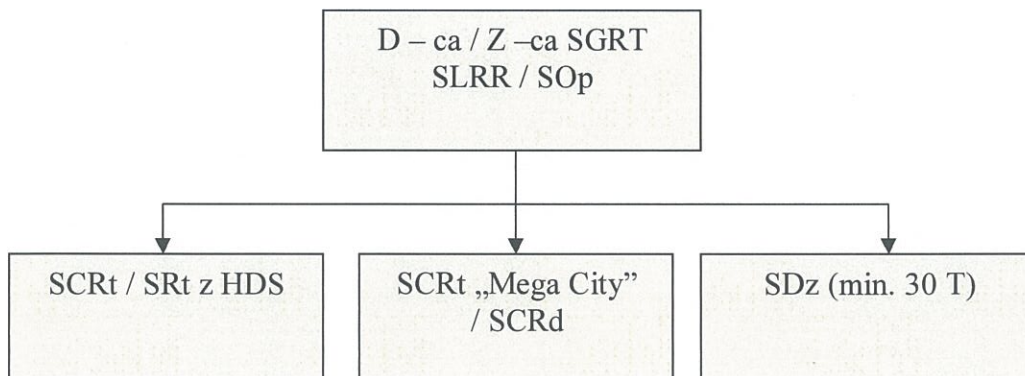 D – ca / Z –ca SGRT
SLRR / SOp
SCRt / SRt z HDS
SCRt „Mega City”
/ SCRd
SDz (min. 30 T)